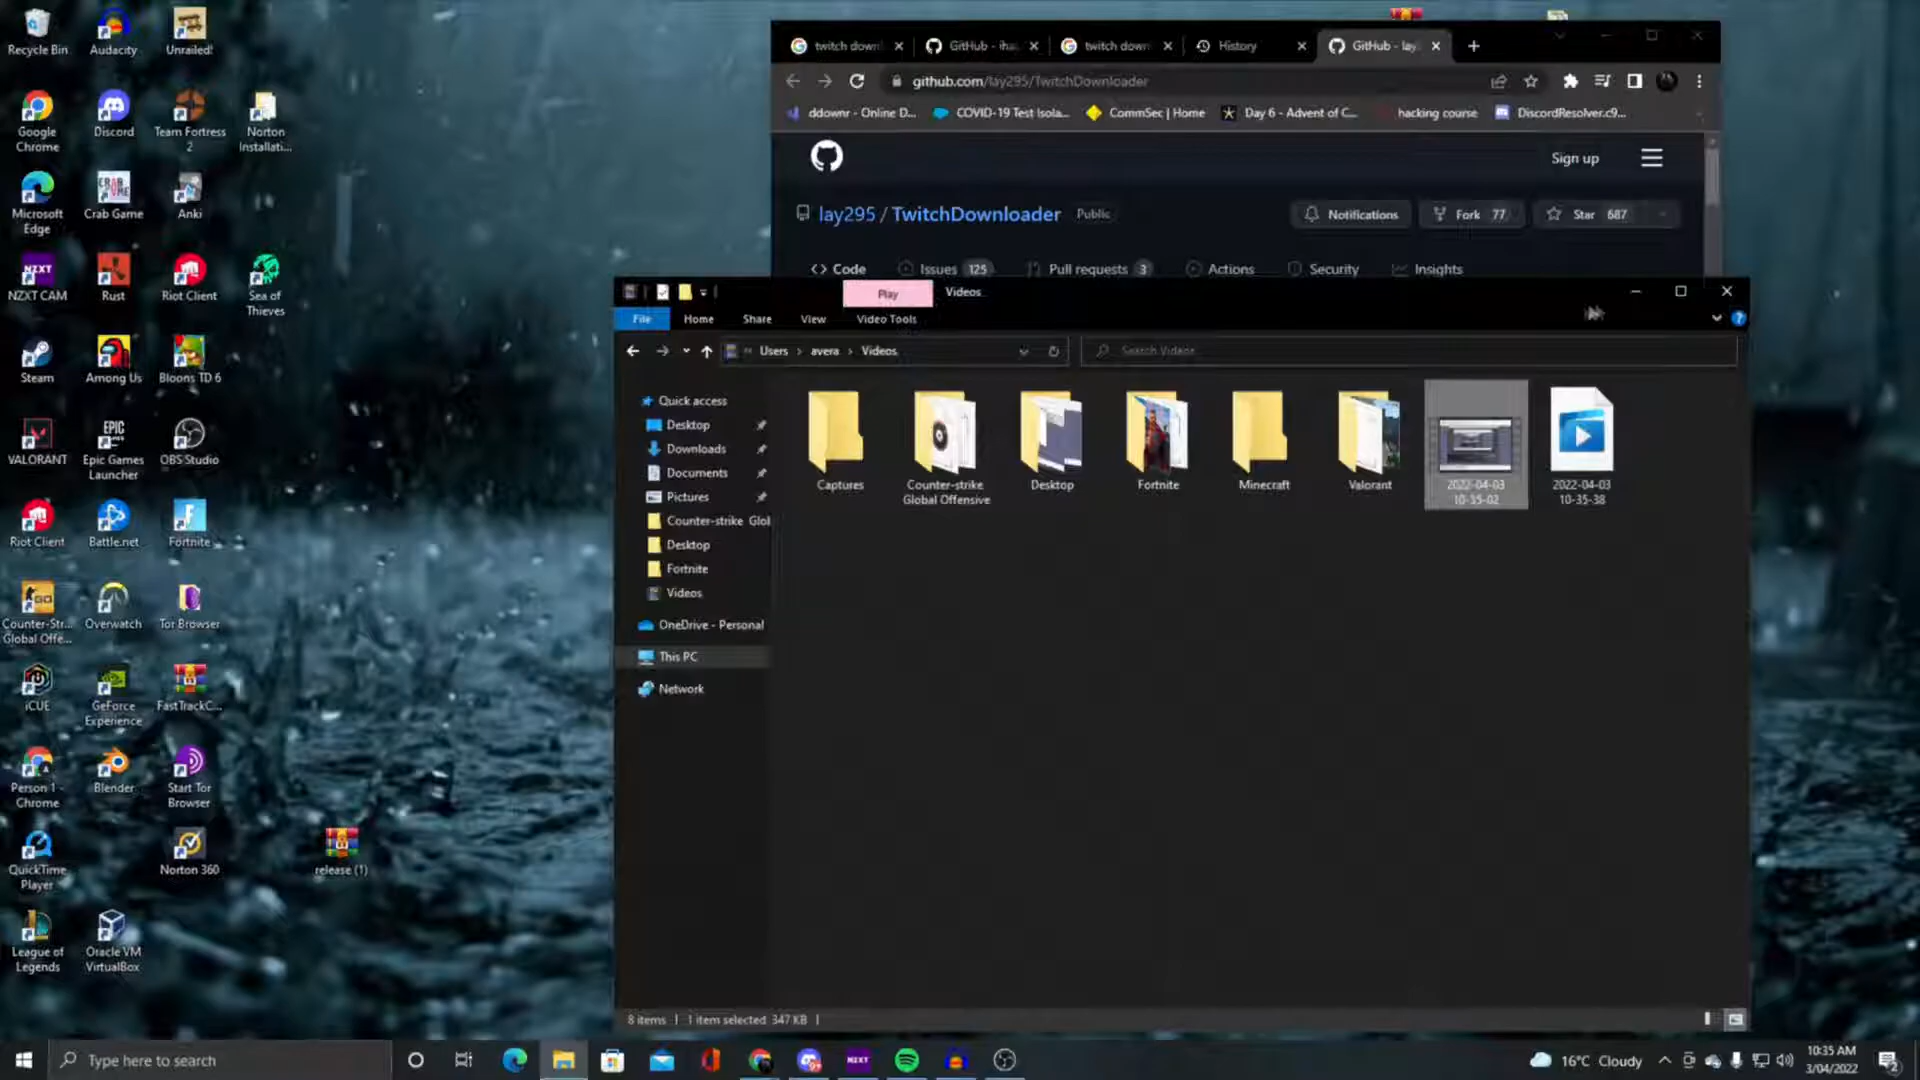 Recycle Bin
Audacity
Unrailed!
Google
Chrome
Discord
Team Fortress
2
Norton
Installati...
Microsoft
Edge
Crab Game
Anki
NZXT CAM
Rust
Riot Client
Sea of
Thieves
Steam
Among Us
Bloons TD 6
VALORANT
Epic Games
Launcher
OBS Studio
Riot Client
Battle.net
Fortnite
Counter-Str...
Global Offe...
Overwatch
Tor Browser
iCUE
GeForce
Experience
FastTrackC...
Person 1 -
Chrome
Blender
Start Tor
Browser
QuickTime
Player
Norton 360
release (1)
League of
Legends
Oracle VM
VirtualBox
twitch down
GitHub - iha
twitch down
History
GitHub - lay
github.com/lay295/TwitchDownloader
ddownr - Online D...
COVID-19 Test Isola...
CommSec | Home
Day 6 - Advent of C...
hacking course
DiscordResolver.c9...
Sign up
lay295 / TwitchDownloader Public
Notifications
Fork 77
Star 687
<> Code
Issues 125
Pull requests 3
Actions
Security
Insights
Play
Videos
File
Home
Share
View
Video Tools
Users > avera > Videos
Search Videos
Quick access
Desktop
Downloads
Documents
Pictures
Counter-strike Glol
Desktop
Fortnite
Videos
OneDrive - Personal
This PC
Network
Captures
Counter-strike
Global Offensive
Desktop
Fortnite
Minecraft
Valorant
2022-04-03
10-35-02
2022-04-03
10-35-38
8 items | 1 item selected 347 KB |
Type here to search
NZXT
16°C Cloudy
10:35 AM
3/04/2022
2